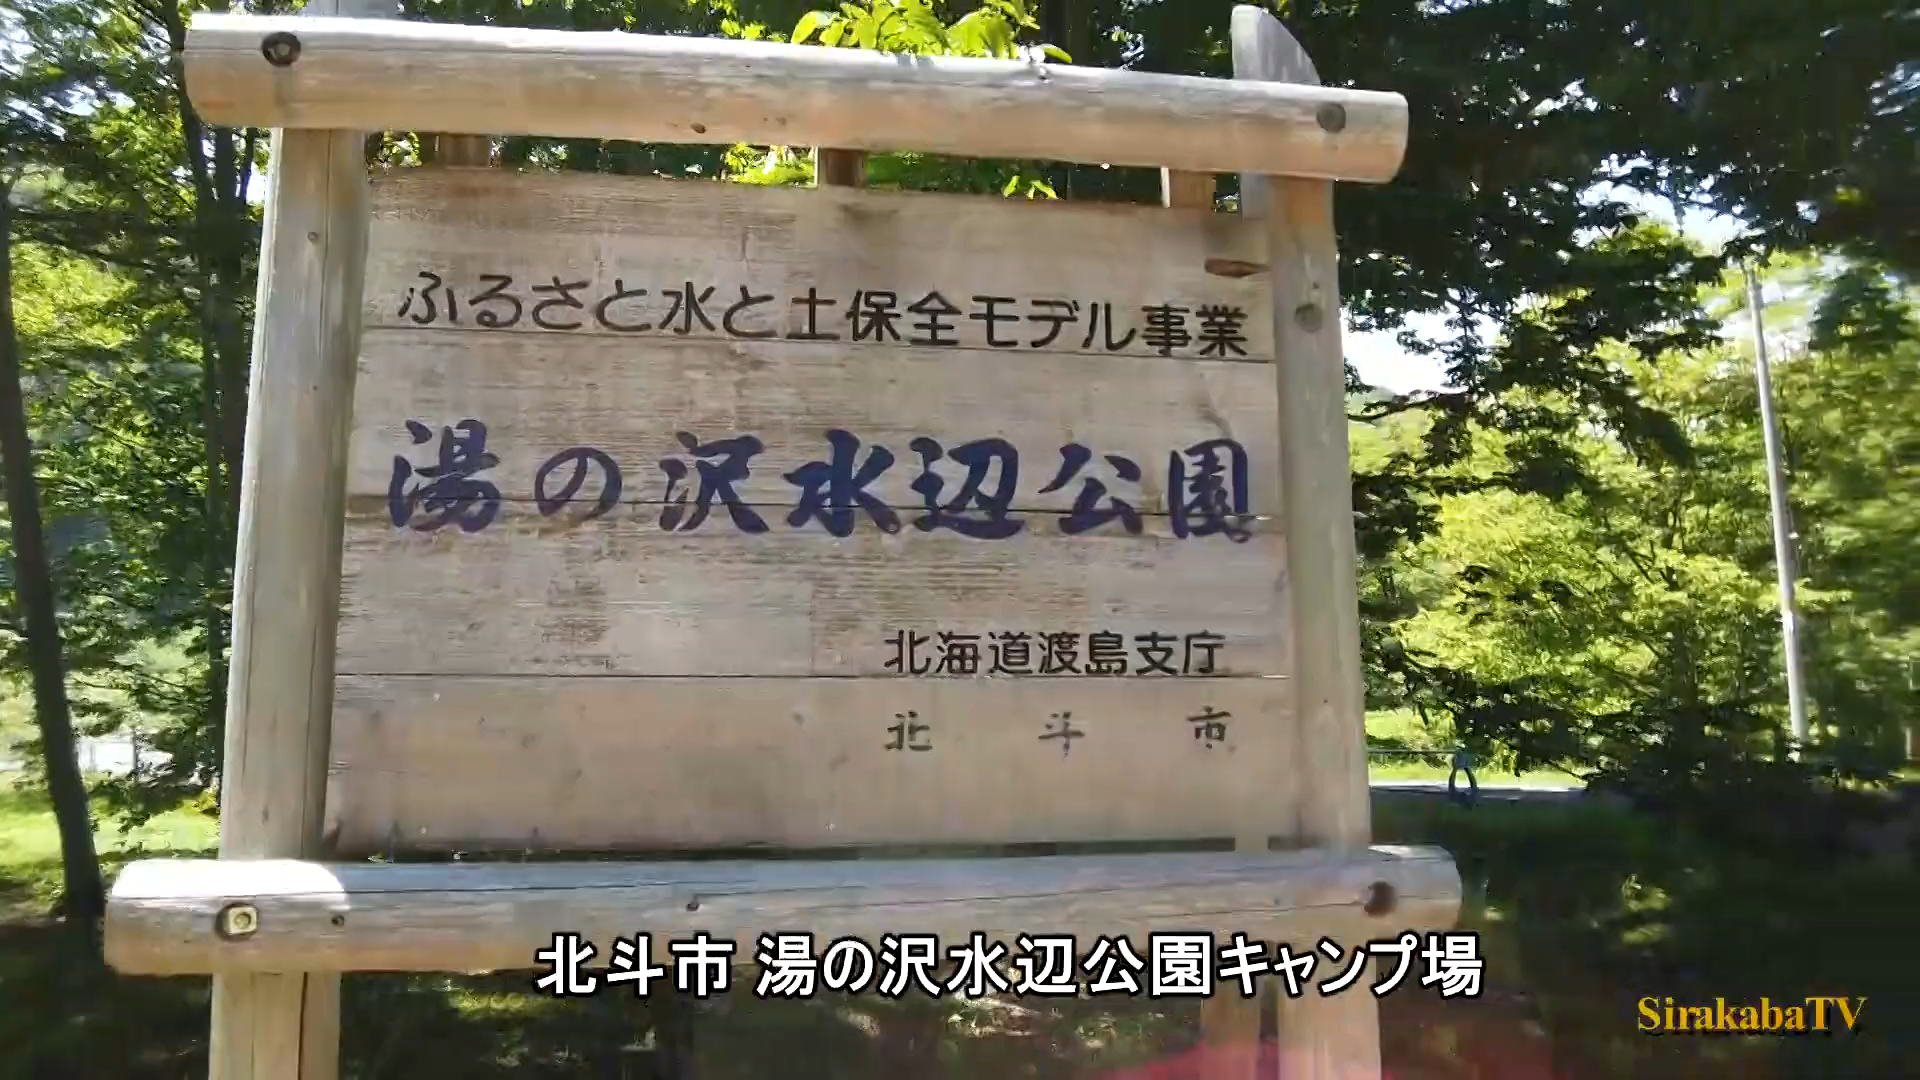 ふるさと水と土保全モデル事業
湯の沢水辺公園
北海道渡島支庁
北斗市
北斗市 湯の沢水辺公園キャンプ場
SirakabaTV